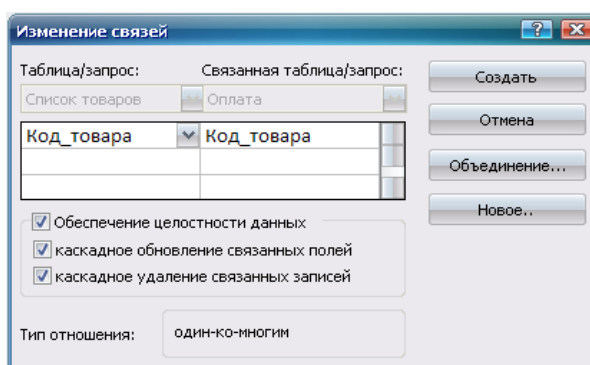 Изменение связей
Таблица/запрос: Связанная таблица/запрос:
Создать
Список товаров Оплата
Отмена
Код_товара Код_товара
Объединение...
Новое..
Обеспечение целостности данных
каскадное обновление связанных полей
каскадное удаление связанных записей
Тип отношения: один-ко-многим